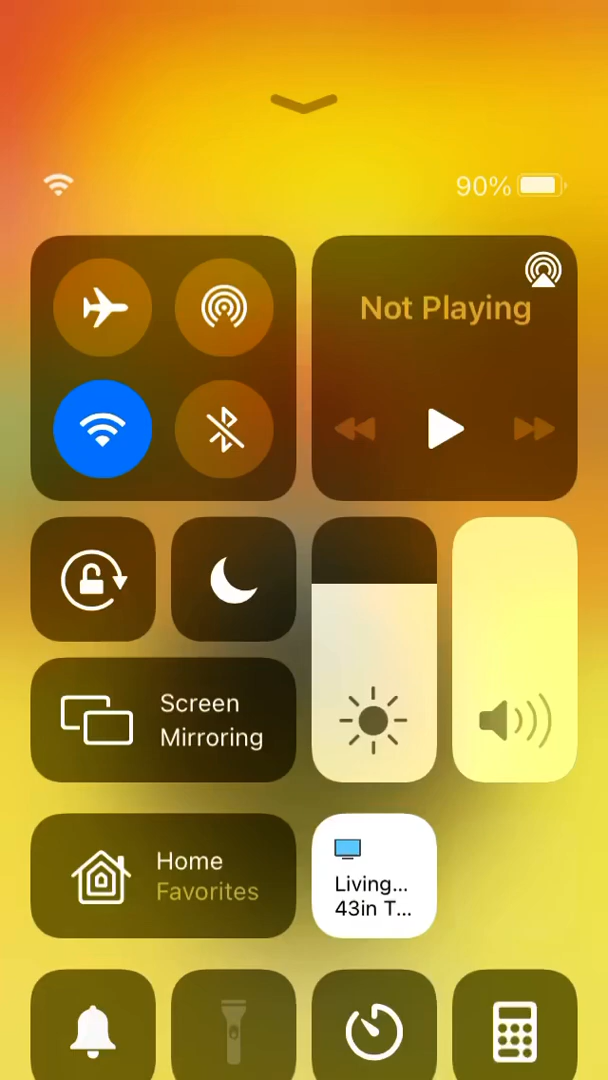 90%
Not Playing
Screen
Mirroring
Home
Favorites
Living...
43in T...